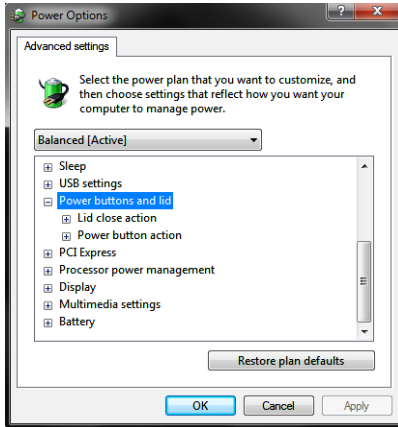 Power Options
Advanced settings
Select the power plan that you want to customize, and
then choose settings that reflect how you want your
computer to manage power.
Balanced [Active]
Sleep
USB settings
Power buttons and lid
Lid close action
Power button action
PCI Express
Processor power management
Display
Multimedia settings
Battery
Restore plan defaults
OK Cancel Apply